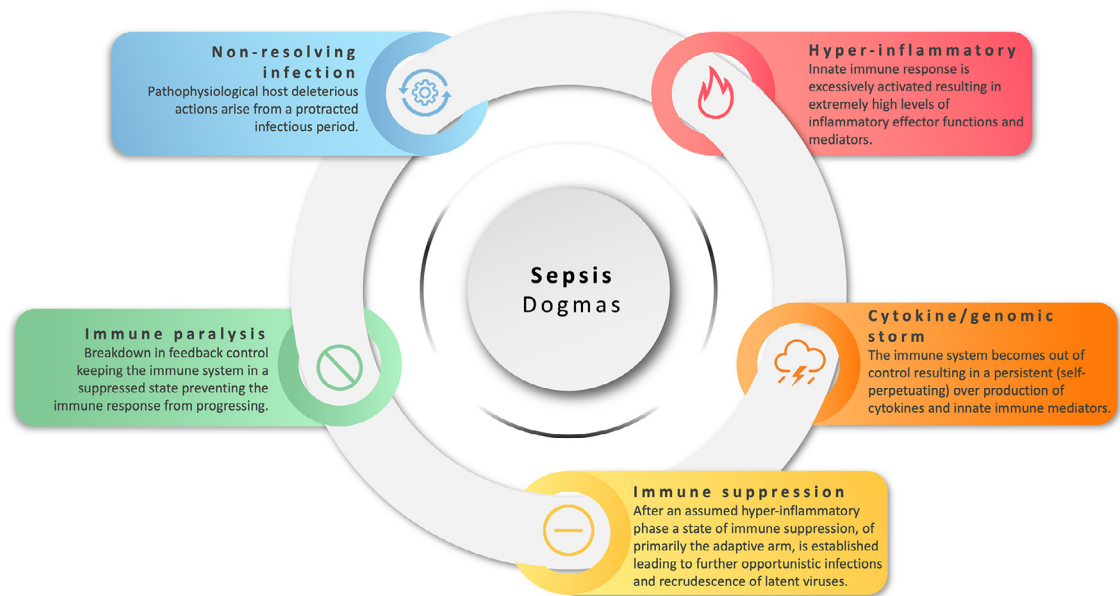 Non-resolving
infection
Pathophysiological host deleterious
actions arise from a protracted
infectious period.
Hyper-inflammatory
Innate immune response is
excessively activated resulting in
extremely high levels of
inflammatory effector functions and
mediators.
Sepsis
Dogmas
Immune paralysis
Breakdown in feedback control
keeping the immune system in a
suppressed state preventing the
immune response from progressing.
Cytokine/genomic
storm
The immune system becomes out of
control resulting in a persistent (self-
perpetuating) over production of
cytokines and innate immune mediators.
Immune suppression
After an assumed hyper-inflammatory
phase a state of immune suppression, of
primarily the adaptive arm, is established
leading to further opportunistic infections
and recrudescence of latent viruses.